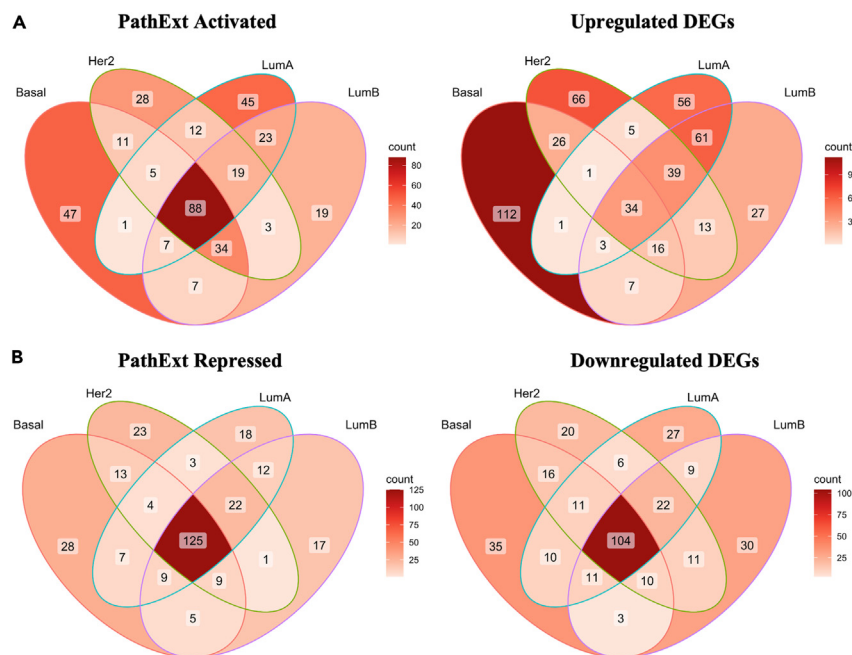 A
PathExt Activated
Upregulated DEGs
Her2
LumA
Basal
LumB
28
45
11
12
23
5
19
47
88
19
1
3
7
34
7
count
80
60
40
20
Her2
LumA
Basal
LumB
66
56
26
5
61
1
39
112
34
27
1
13
3
16
7
count
9
6
3
B
PathExt Repressed
Downregulated DEGs
Her2
LumA
Basal
LumB
23
18
13
3
12
4
22
28
125
17
7
1
9
9
5
count
125
100
75
50
25
Her2
LumA
Basal
LumB
20
27
16
6
9
11
22
35
104
30
10
11
11
10
3
count
100
75
50
25